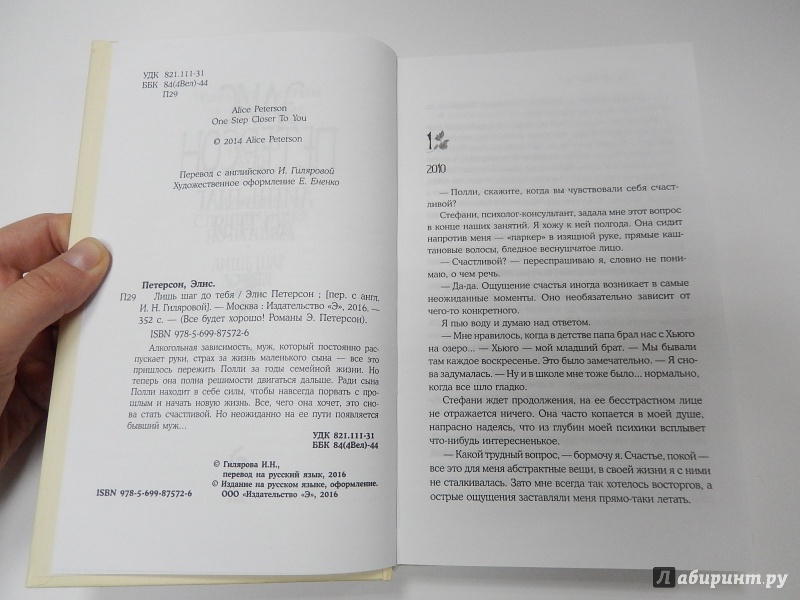 УДК 821.111-31
ББК 84(4Вел)-44
П29
Alice Peterson
One Step Closer To You
© 2014 Alice Peterson
Перевод с английского И. Гиляровой
Художественное оформление Е. Ененко
Петерсон, Элис.
П29 Лишь шаг до тебя / Элис Петерсон ; [пер. с англ.
И. Н. Гиляровой]. — Москва : Издательство «Э», 2016. —
352 с. — (Все будет хорошо! Романы Э. Петерсон).
ISBN 978-5-699-87572-6
Алкогольная зависимость, муж, который постоянно рас-
пускает руки, страх за жизнь маленького сына — все это
пришлось пережить Полли за годы семейной жизни. Но
теперь она полна решимости двигаться дальше. Ради сына
Полли находит в себе силы, чтобы навсегда порвать с про-
шлым и начать новую жизнь. Все, чего она хочет, это сно-
ва стать счастливой. Но неожиданно на ее пути появляется
бывший муж...
УДК 821.111-31
ББК 84(4Вел)-44
© Гилярова И.Н.,
перевод на русский язык, 2016
© Издание на русском языке, оформление.
ООО «Издательство «Э», 2016
ISBN 978-5-699-87572-6
1
2010
— Полли, скажите, когда вы чувствовали себя счаст-
ливой?
Стефани, психолог-консультант, задала мне этот вопрос
в конце наших занятий. Я хожу к ней полгода. Она сидит
напротив меня — «паркер» в изящной руке, прямые каш-
тановые волосы, бледное веснушчатое лицо.
— Счастливой? — переспрашиваю я, словно не пони-
маю, о чем речь.
— Да-да. Ощущение счастья иногда возникает в самые
неожиданные моменты. Оно необязательно зависит от
чего-то конкретного.
Я пью воду и думаю над ответом.
— Мне нравилось, когда в детстве папа брал нас с Хьюго
на озеро... — Хьюго — мой младший брат. — Мы бывали
там каждое воскресенье. Это было замечательно. — Я сно-
ва задумалась. — Ну и в школе мне тоже было... нормально,
когда все шло гладко.
Стефани ждет продолжения, на ее бесстрастном лице
не отражается ничего. Она часто копается в моей душе,
напрасно надеясь, что из глубин моей психики всплывет
что-нибудь интересненькое.
— Какой трудный вопрос, — бормочу я. Счастье, покой —
все это для меня абстрактные вещи, в своей жизни я с ними
не сталкивалась. Зато мне всегда так хотелось восторгов, а
острые ощущения заставляли меня прямо-таки летать.
Лабиринт.ру